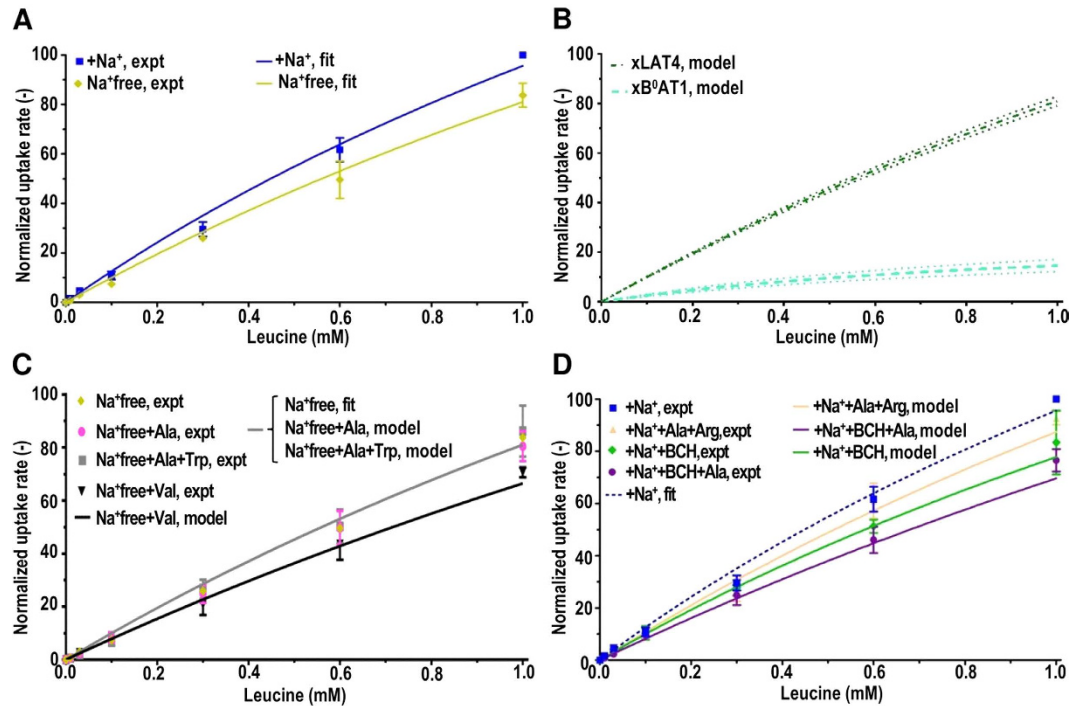 A
Normalized uptake rate (-)
100
80
60
40
20
0
+Na⁺, expt
Na⁺free, expt
+Na⁺, fit
Na⁺free, fit
0.0 0.2 0.4 0.6 0.8 1.0
Leucine (mM)
B
Normalized uptake rate (-)
100
80
60
40
20
0
xLAT4, model
xB⁰AT1, model
0.0 0.2 0.4 0.6 0.8 1.0
Leucine (mM)
C
Normalized uptake rate (-)
100
80
60
40
20
0
Na⁺free, expt
Na⁺free+Ala, expt
Na⁺free+Ala+Trp, expt
Na⁺free+Val, expt
Na⁺free+Val, model
Na⁺free, fit
Na⁺free+Ala, model
Na⁺free+Ala+Trp, model
0.0 0.2 0.4 0.6 0.8 1.0
Leucine (mM)
D
Normalized uptake rate (-)
100
80
60
40
20
0
+Na⁺, expt
+Na⁺+Ala+Arg,expt
+Na⁺+BCH,expt
+Na⁺+BCH+Ala,expt
+Na⁺, fit
+Na⁺+Ala+Arg, model
+Na⁺+BCH+Ala, model
+Na⁺+BCH, model
0.0 0.2 0.4 0.6 0.8 1.0
Leucine (mM)